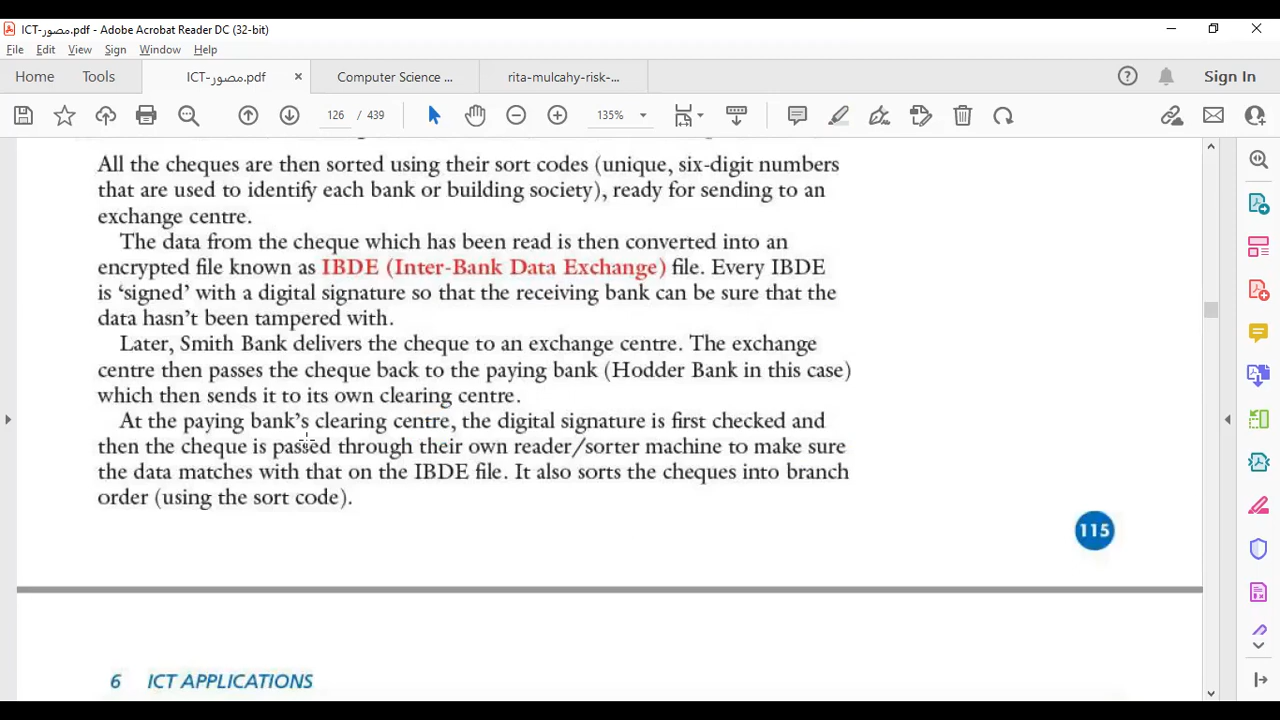 ICT-مصور.pdf - Adobe Acrobat Reader DC (32-bit)
File Edit View Sign Window Help
Home Tools ICT-مصور.pdf × Computer Science ... rita-mulcahy-risk-... Sign In
126 / 439 135%
All the cheques are then sorted using their sort codes (unique, six-digit numbers
that are used to identify each bank or building society), ready for sending to an
exchange centre.
The data from the cheque which has been read is then converted into an
encrypted file known as IBDE (Inter-Bank Data Exchange) file. Every IBDE
is ‘signed’ with a digital signature so that the receiving bank can be sure that the
data hasn’t been tampered with.
Later, Smith Bank delivers the cheque to an exchange centre. The exchange
centre then passes the cheque back to the paying bank (Hodder Bank in this case)
which then sends it to its own clearing centre.
At the paying bank’s clearing centre, the digital signature is first checked and
then the cheque is passed through their own reader/sorter machine to make sure
the data matches with that on the IBDE file. It also sorts the cheques into branch
order (using the sort code).
115
6 ICT APPLICATIONS